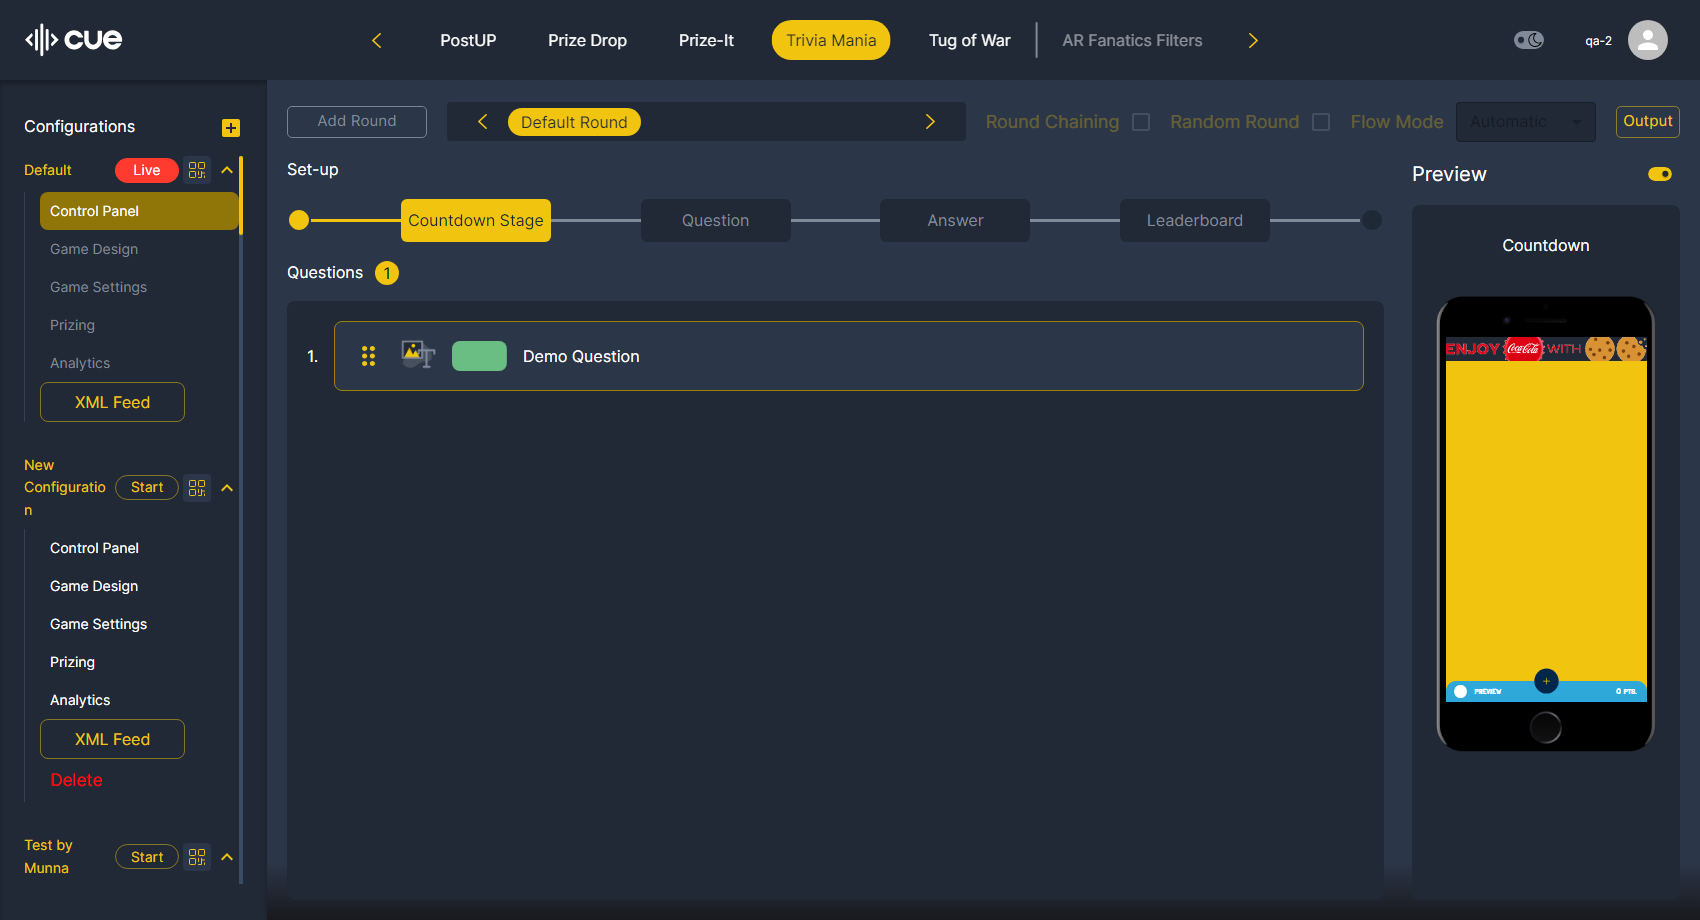 cue
PostUP
Prize Drop
Prize-It
Trivia Mania
Tug of War
AR Fanatics Filters
qa-2
Configurations
Default
Live
Control Panel
Game Design
Game Settings
Prizing
Analytics
XML Feed
New
Configuratio
n
Start
Control Panel
Game Design
Game Settings
Prizing
Analytics
XML Feed
Delete
Test by
Munna
Start
Add Round
Default Round
Round Chaining
Random Round
Flow Mode
Automatic
Output
Set-up
Countdown Stage
Question
Answer
Leaderboard
Questions
1
1.
Demo Question
Preview
Countdown
ENJOY Coca-Cola WITH
PREVIEW
0 PTS.